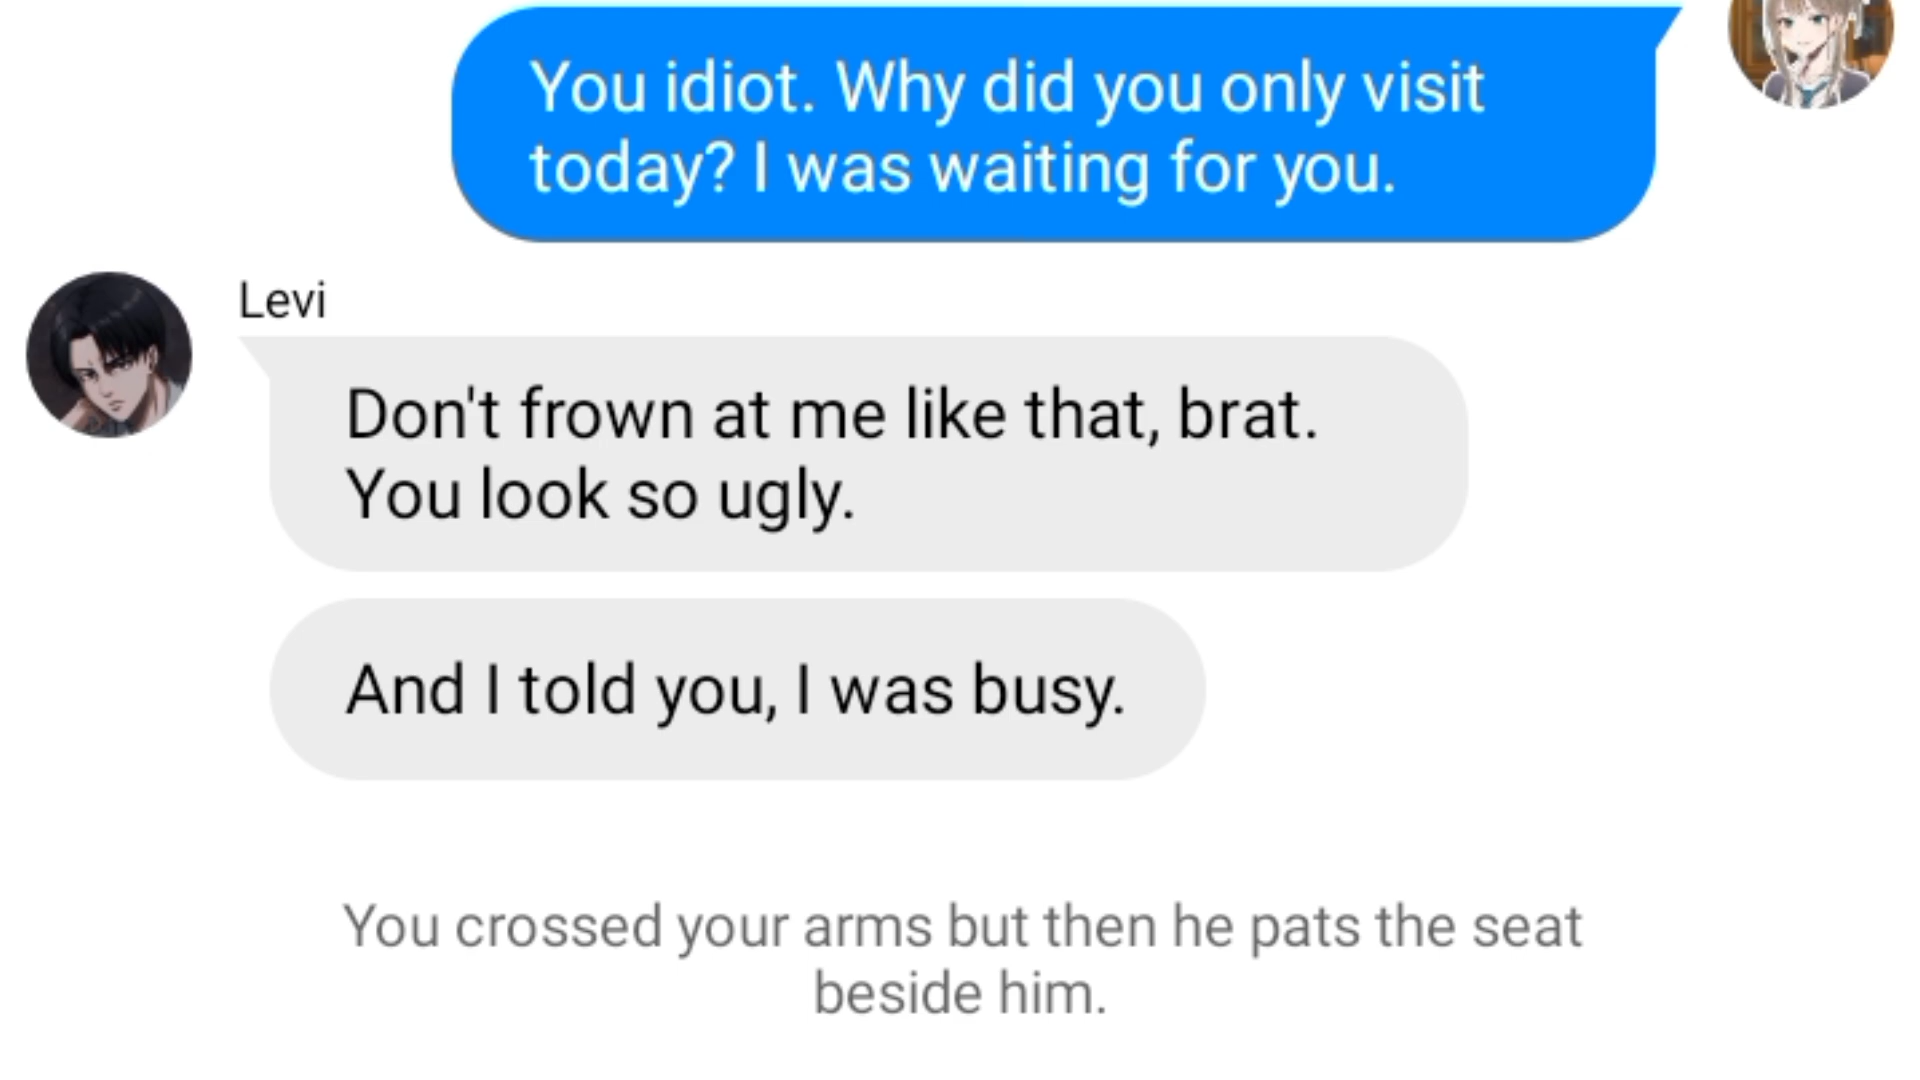 You idiot. Why did you only visit
today? I was waiting for you.
Levi
Don't frown at me like that, brat.
You look so ugly.
And I told you, I was busy.
You crossed your arms but then he pats the seat
beside him.